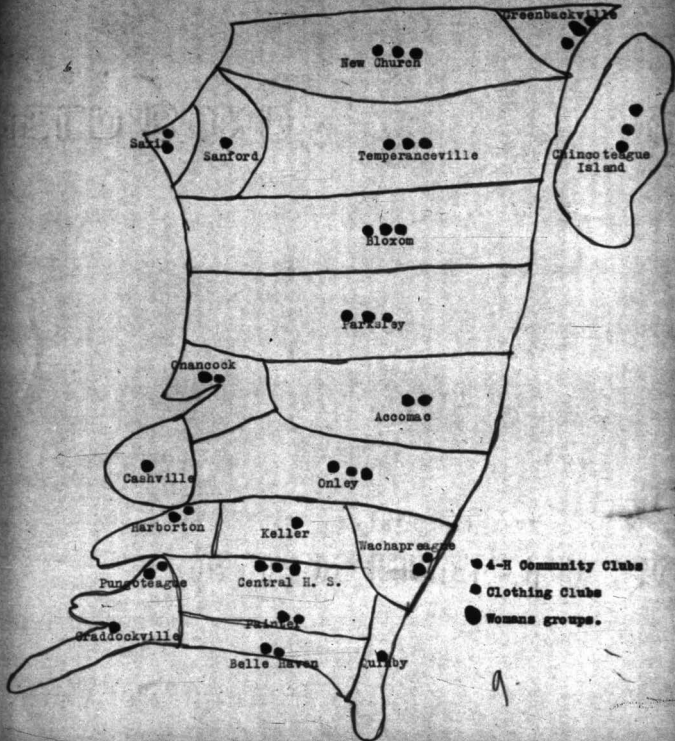 Greenbackville
New Church
Saxis
Sanford
Temperanceville
Chincoteague
Island
Bloxom
Parksley
Onancock
Accomac
Cashville
Onley
Harborton
Keller
Wachapreague
4-H Community Clubs
Pungoteague
Central H. S.
Clothing Clubs
Womans groups.
Painter
Craddockville
Belle Haven
Quinby
9.